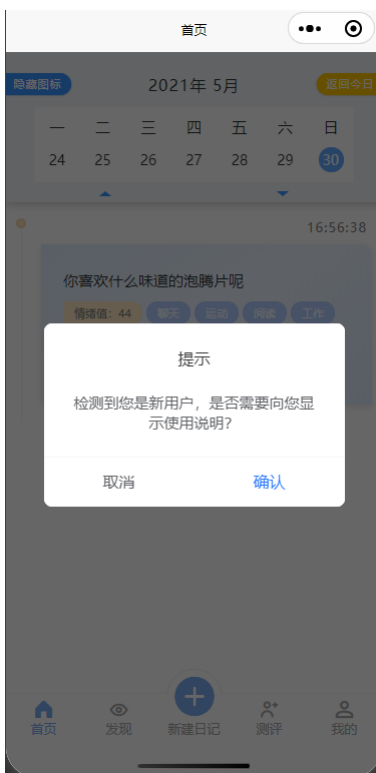 首页
隐藏图标 2021年 5月 返回今日
一 二 三 四 五 六 日
24 25 26 27 28 29 30
16:56:38
你喜欢什么味道的泡腾片呢
情绪值：44 聊天 运动 阅读 工作
提示
检测到您是新用户，是否需要向您显
示使用说明？
取消 确认
首页 发现 新建日记 测评 我的